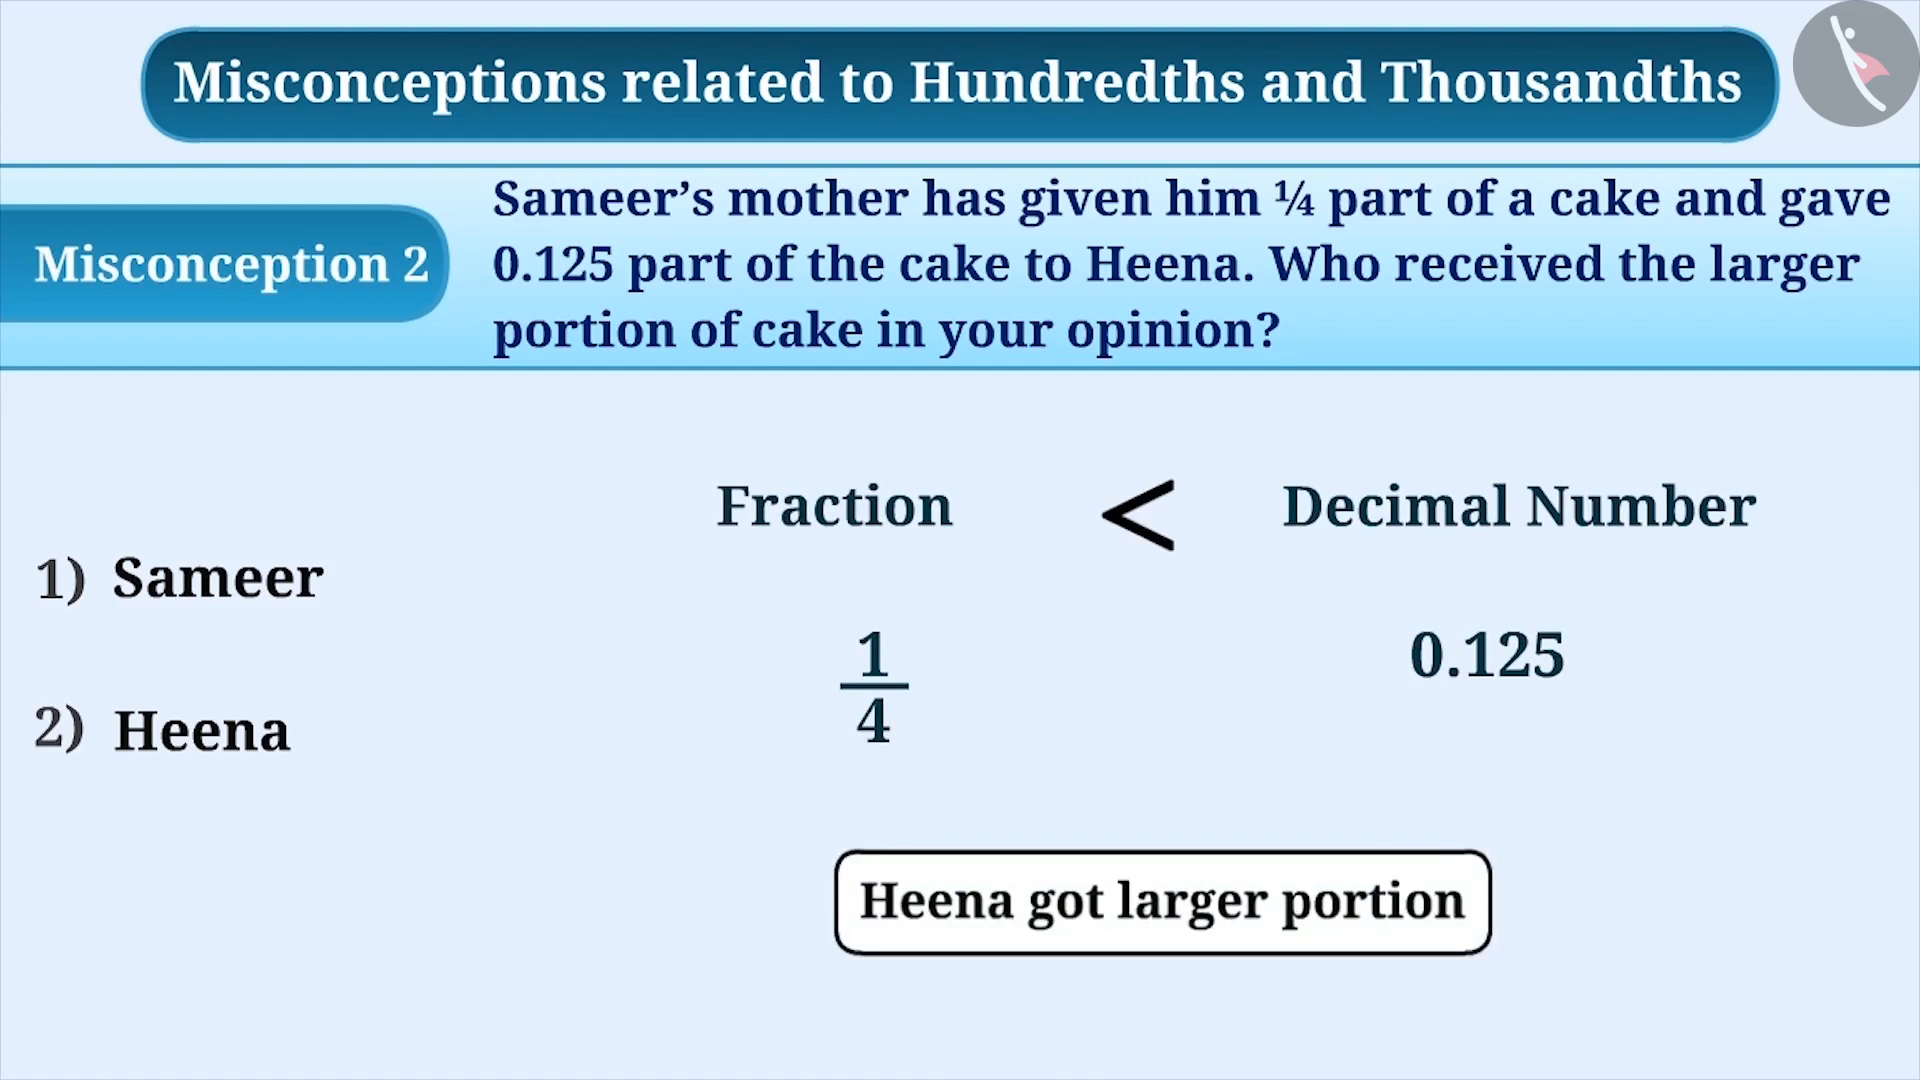 Misconceptions related to Hundredths and Thousandths
Sameer’s mother has given him ¼ part of a cake and gave
Misconception 2
0.125 part of the cake to Heena. Who received the larger
portion of cake in your opinion?
Fraction < Decimal Number
1) Sameer
1
4
0.125
2) Heena
Heena got larger portion